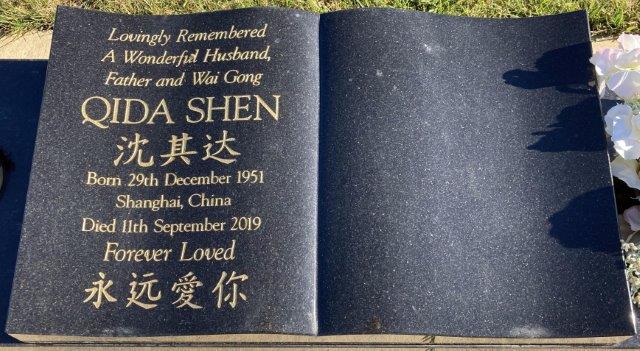 Lovingly Remembered
A Wonderful Husband,
Father and Wai Gong
QIDA SHEN
沈其达
Born 29th December 1951
Shanghai, China
Died 11th September 2019
Forever Loved
永远愛你